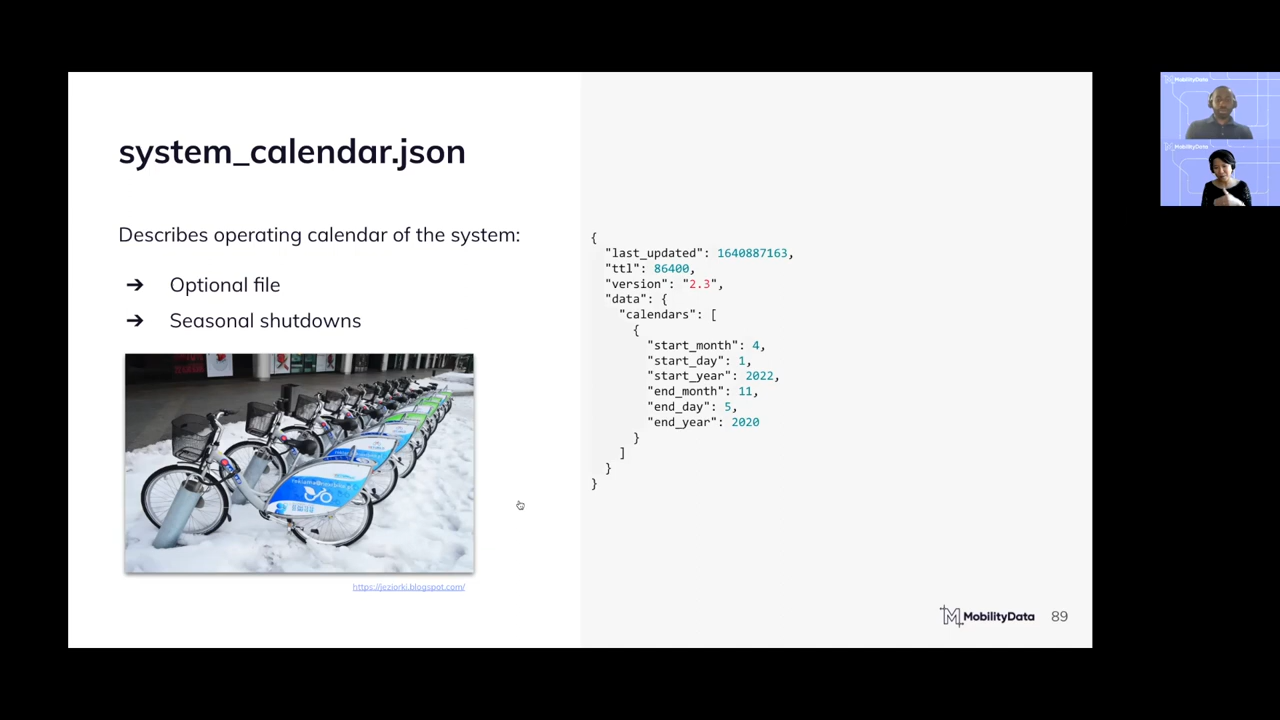 system_calendar.json
Describes operating calendar of the system:
➔ Optional file
➔ Seasonal shutdowns
https://jeziorki.blogspot.com/
{
"last_updated": 1640887163,
"ttl": 86400,
"version": "2.3",
"data": {
"calendars": [
{
"start_month": 4,
"start_day": 1,
"start_year": 2022,
"end_month": 11,
"end_day": 5,
"end_year": 2020
}
]
}
}
MobilityData 89
MobilityData
MobilityData